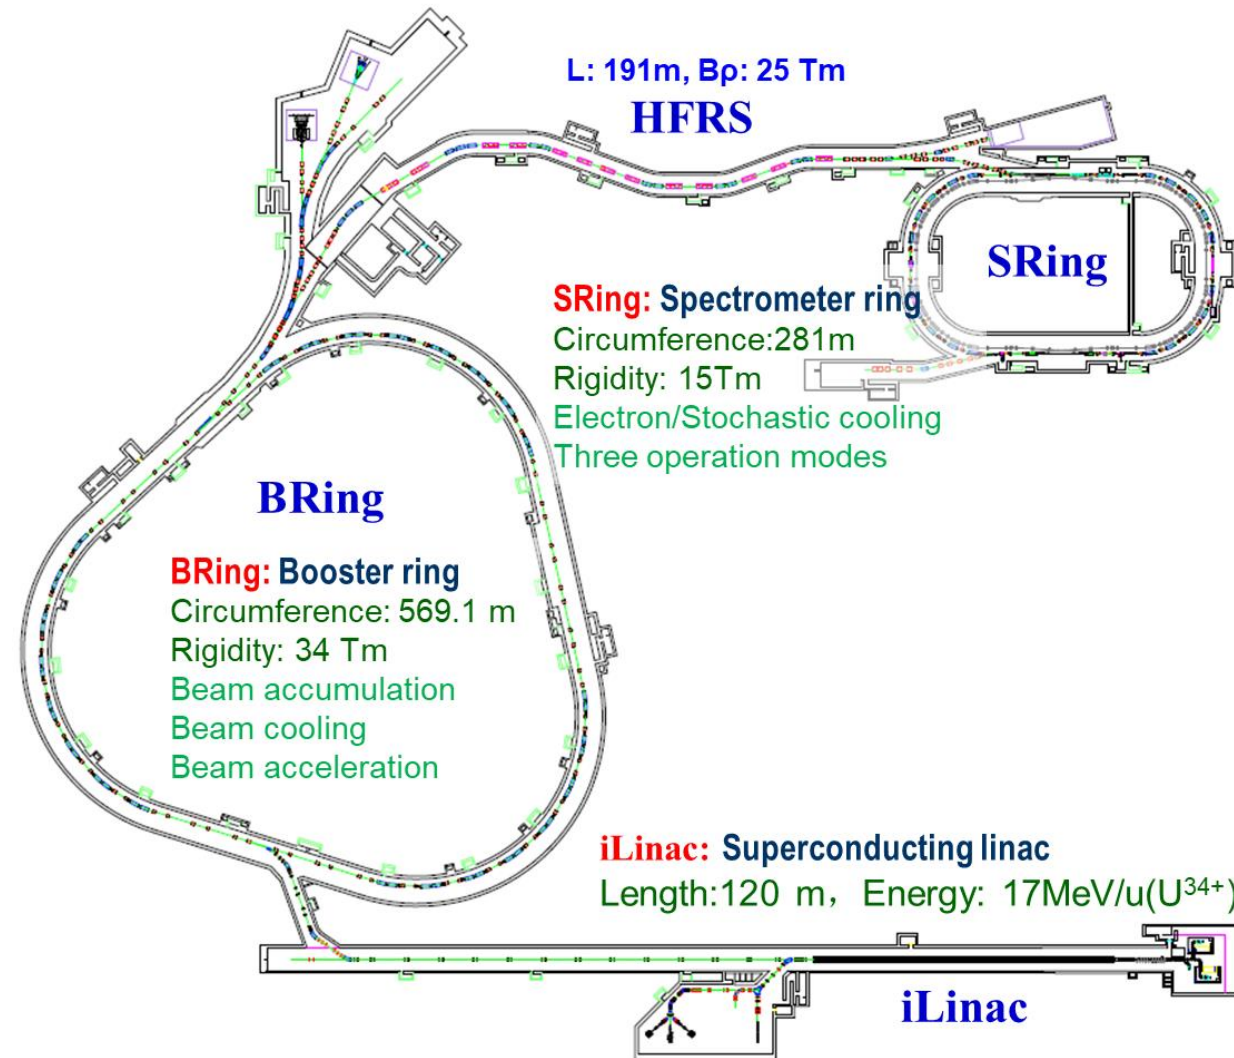 L: 191m, Bρ: 25 Tm
HFRS
SRing
SRing: Spectrometer ring
Circumference:281m
Rigidity: 15Tm
Electron/Stochastic cooling
Three operation modes
BRing
BRing: Booster ring
Circumference: 569.1 m
Rigidity: 34 Tm
Beam accumulation
Beam cooling
Beam acceleration
iLinac: Superconducting linac
Length:120 m，Energy: 17MeV/u(U³⁴⁺)
iLinac